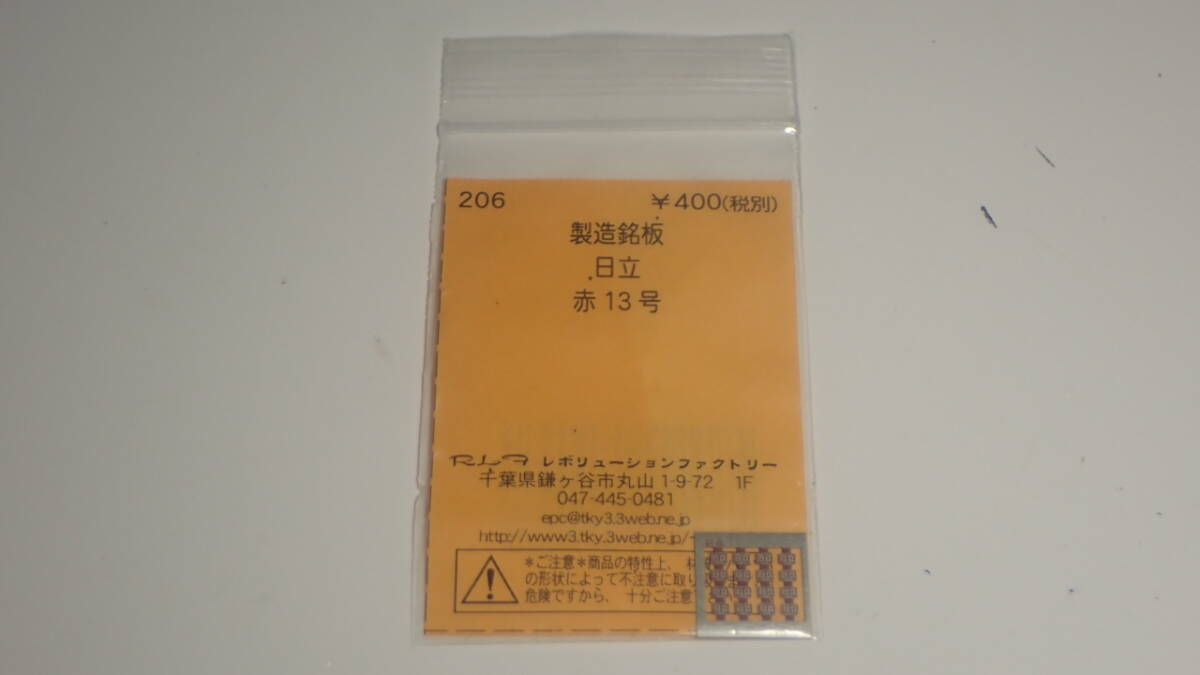 206 ¥400(税別)
製造銘板
日立
赤13号
RLF レボリューションファクトリー
千葉県鎌ヶ谷市丸山1-9-72 1F
047-445-0481
epc@tky3.3web.ne.jp
http://www3.tky.3web.ne.jp/
*ご注意*商品の特性上、
の形状によって不注意に取り
危険ですから、十分ご注意